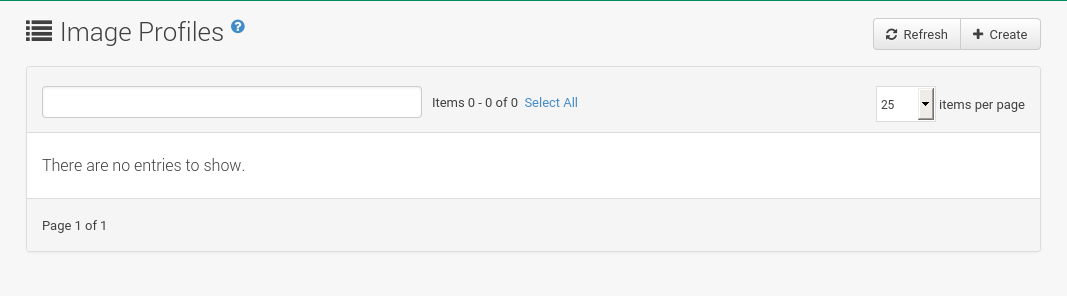 Image Profiles ?
Refresh
Create
Items 0 - 0 of 0 Select All
25 items per page
There are no entries to show.
Page 1 of 1